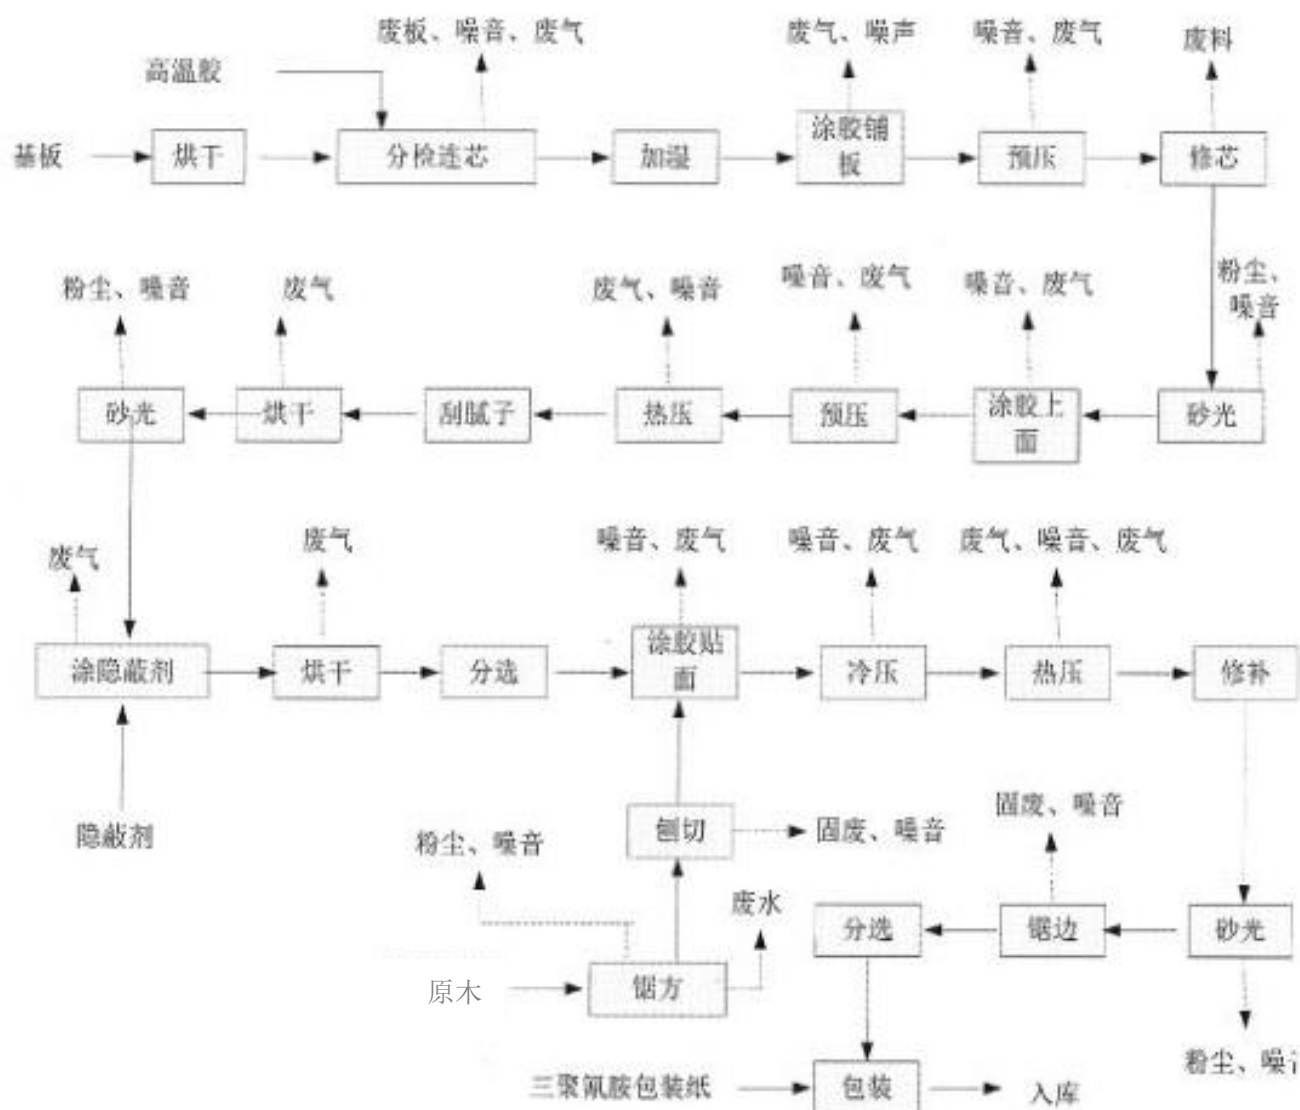 废板、噪音、废气
废气、噪声
噪音、废气
废料
高温胶
基板
烘干
分检连芯
加湿
涂胶铺
板
预压
修芯
粉尘、噪音
废气
废气、噪音
噪音、废气
噪音、废气
粉尘、
噪音
砂光
烘干
刮腻子
热压
预压
涂胶上
面
砂光
废气
废气
噪音、废气
噪音、废气
废气、噪音、废气
涂隐蔽剂
烘干
分选
涂胶贴
面
冷压
热压
修补
隐蔽剂
粉尘、噪音
刨切
固废、噪音
固废、噪音
废水
分选
锯边
砂光
原木
锯方
粉尘、噪
三聚氰胺包装纸
包装
入库